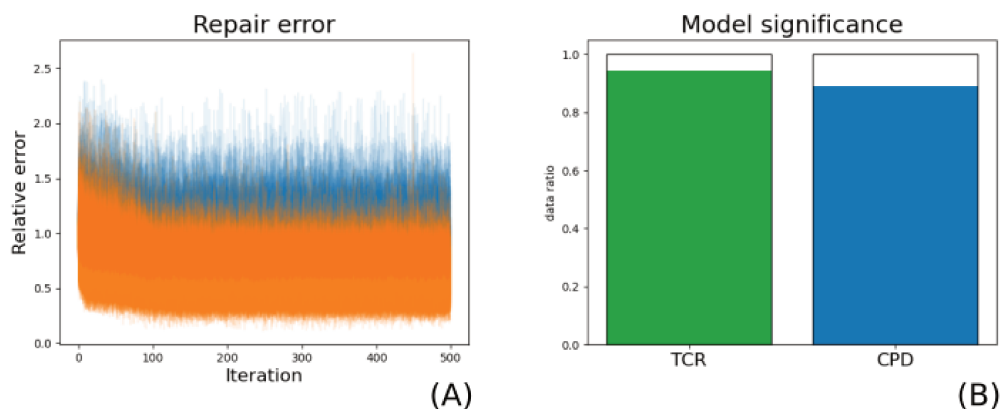 Repair error
Relative error
2.5
2.0
1.5
1.0
0.5
0.0
0
100
200
300
400
500
Iteration
(A)
Model significance
data ratio
1.0
0.8
0.6
0.4
0.2
0.0
TCR
CPD
(B)